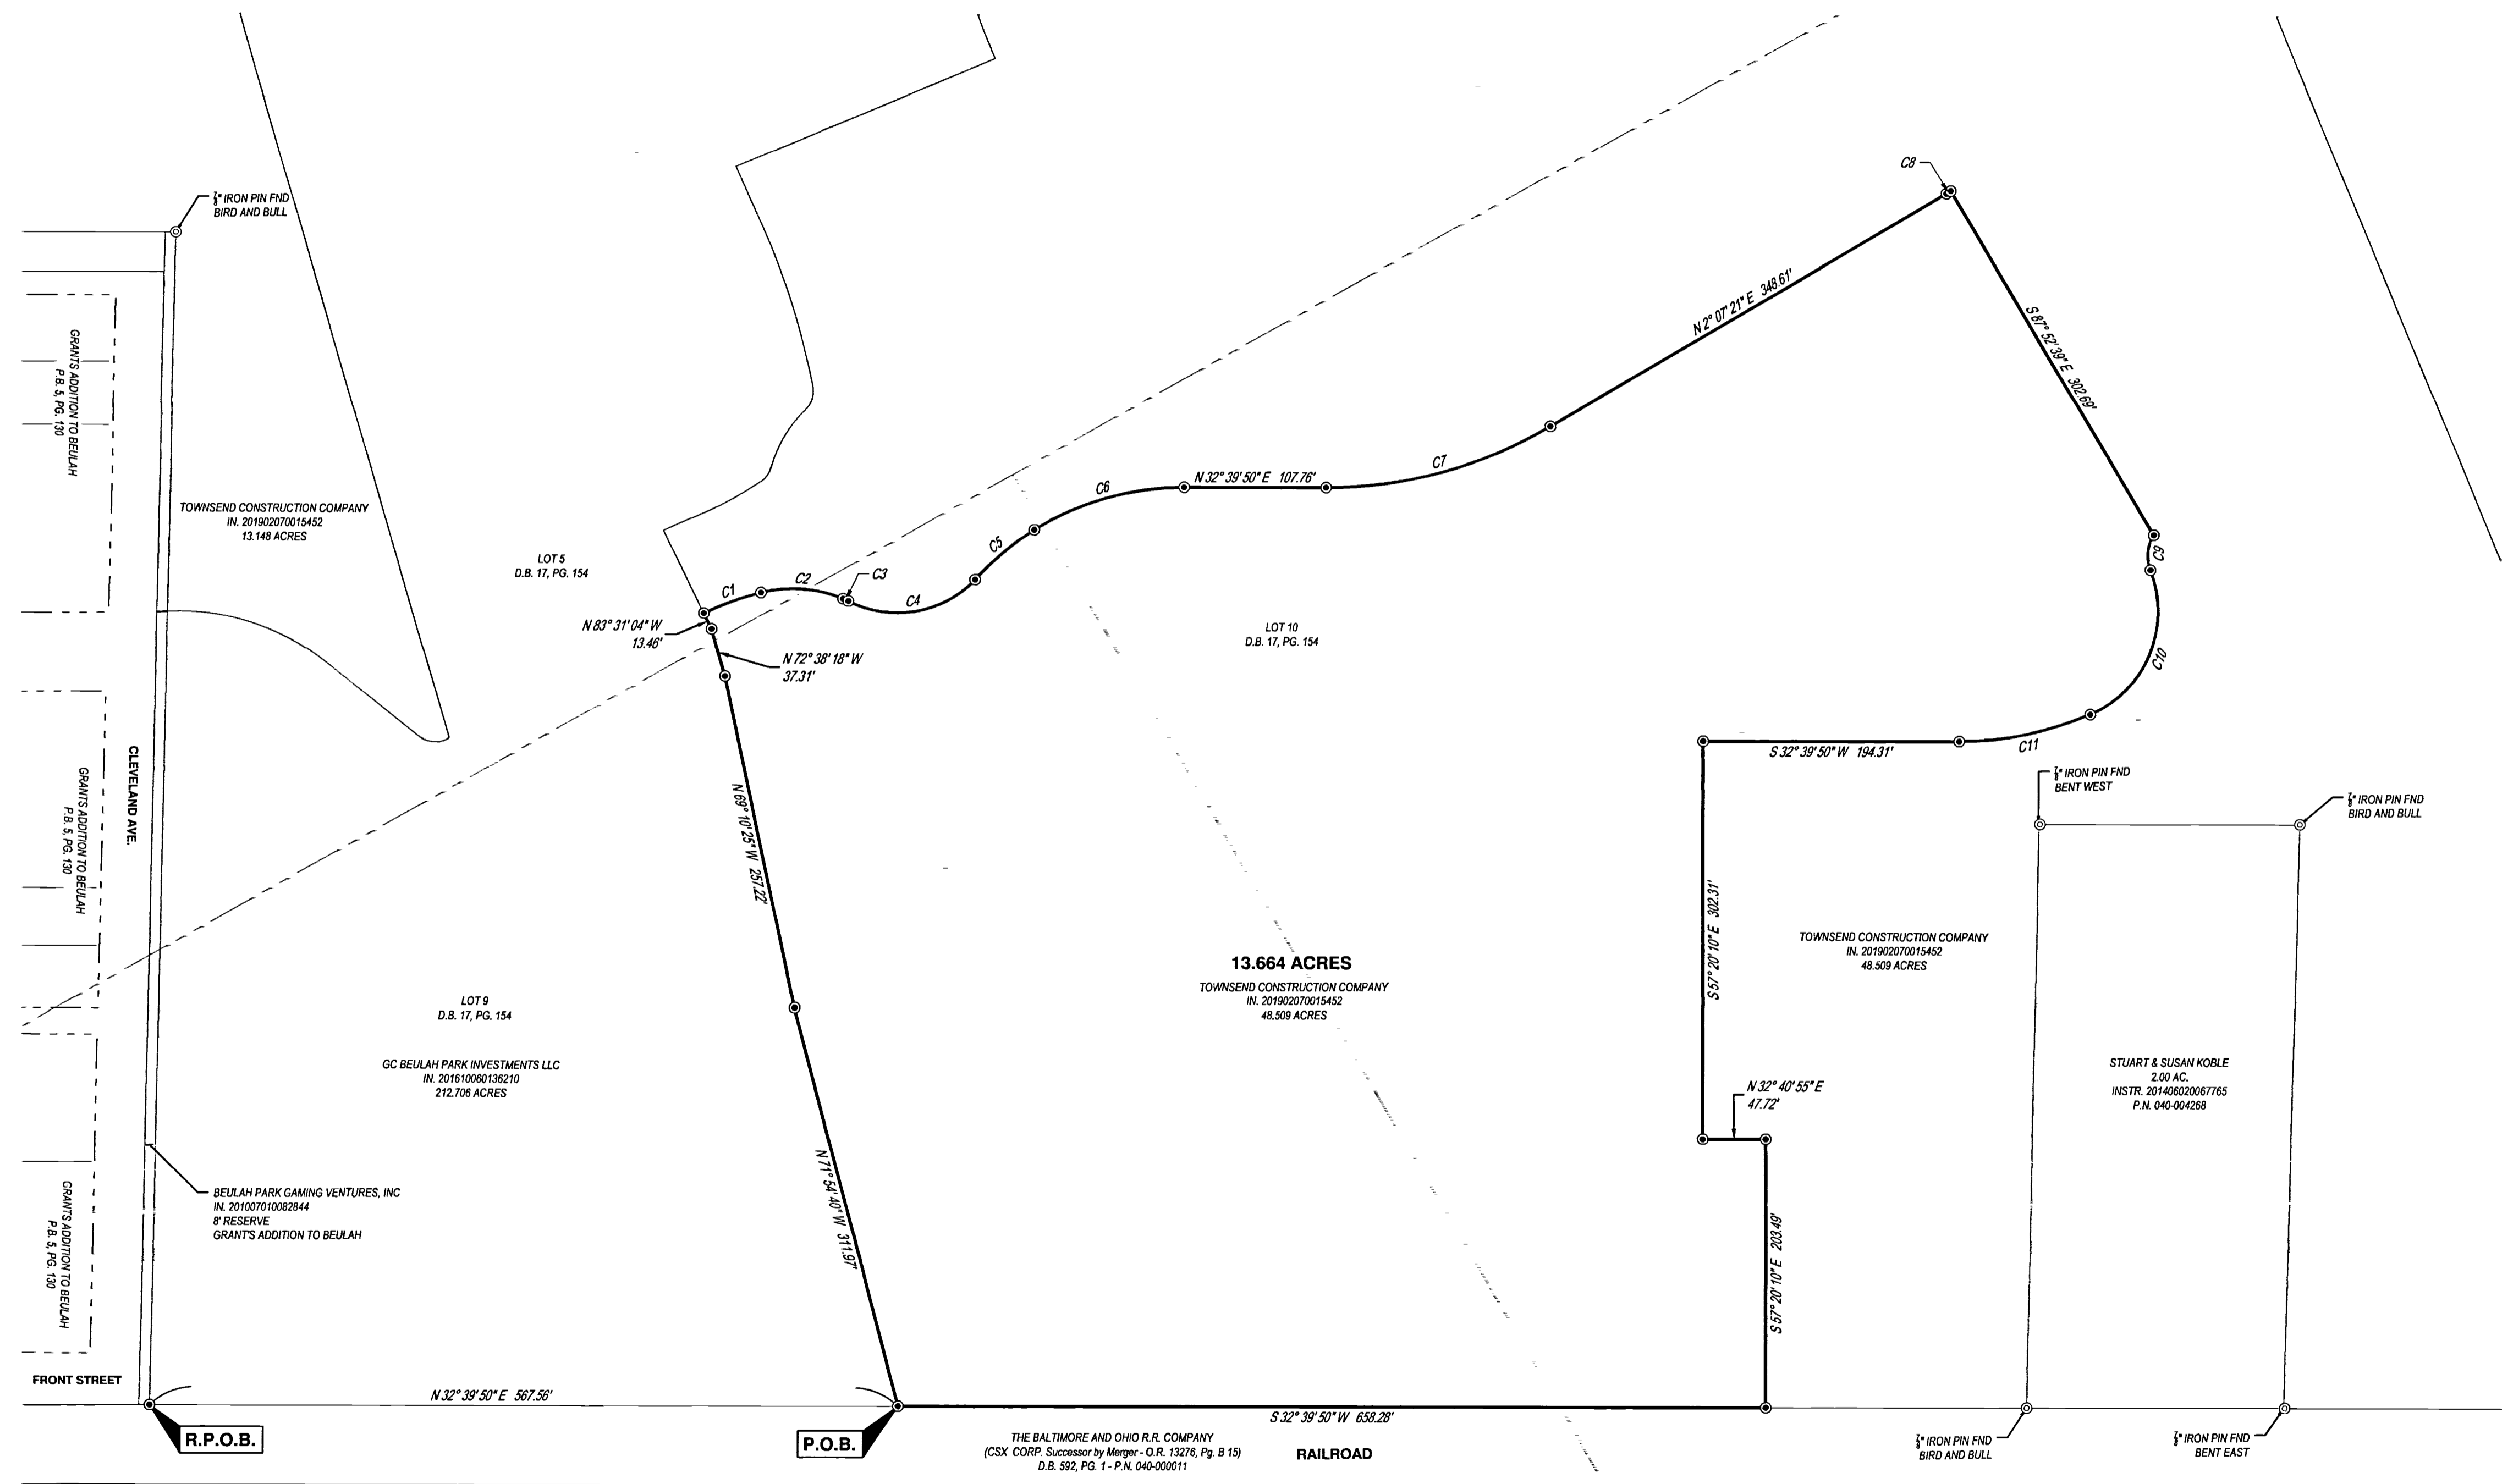 C8
⅞" IRON PIN FND
BIRD AND BULL
N 2° 07' 21" E 348.61'
S 87° 52' 39" E 302.69'
GRANTS ADDITION TO BEULAH
P.B. 5, PG. 130
TOWNSEND CONSTRUCTION COMPANY
IN. 201902070015452
13.148 ACRES
C7
N 32° 39' 50" E 107.76'
C6
C5
C9
LOT 5
D.B. 17, PG. 154
C1
C2
C3
C4
N 83° 31' 04" W
13.46'
LOT 10
D.B. 17, PG. 154
N 72° 38' 18" W
37.31'
C10
C11
S 32° 39' 50" W 194.31'
CLEVELAND AVE.
GRANTS ADDITION TO BEULAH
P.B. 5, PG. 130
⅞" IRON PIN FND
BENT WEST
⅞" IRON PIN FND
BIRD AND BULL
N 69° 10' 25" W 257.22'
S 57° 20' 10" E 302.31'
TOWNSEND CONSTRUCTION COMPANY
IN. 201902070015452
48.509 ACRES
13.664 ACRES
TOWNSEND CONSTRUCTION COMPANY
IN. 201902070015452
48.509 ACRES
LOT 9
D.B. 17, PG. 154
GC BEULAH PARK INVESTMENTS LLC
IN. 201610060136210
212.706 ACRES
STUART & SUSAN KOBLE
2.00 AC.
INSTR. 201406020067765
P.N. 040-004268
N 32° 40' 55" E
47.72'
N 71° 54' 40" W 311.97'
S 57° 20' 10" E 203.49'
BEULAH PARK GAMING VENTURES, INC
IN. 201007010082844
8' RESERVE
GRANT'S ADDITION TO BEULAH
GRANTS ADDITION TO BEULAH
P.B. 5, PG. 130
FRONT STREET
N 32° 39' 50" E 567.56'
R.P.O.B.
P.O.B.
S 32° 39' 50" W 658.28'
THE BALTIMORE AND OHIO R.R. COMPANY
(CSX CORP. Successor by Merger - O.R. 13276, Pg. B 15)
D.B. 592, PG. 1 - P.N. 040-000011
RAILROAD
⅞" IRON PIN FND
BIRD AND BULL
⅞" IRON PIN FND
BENT EAST